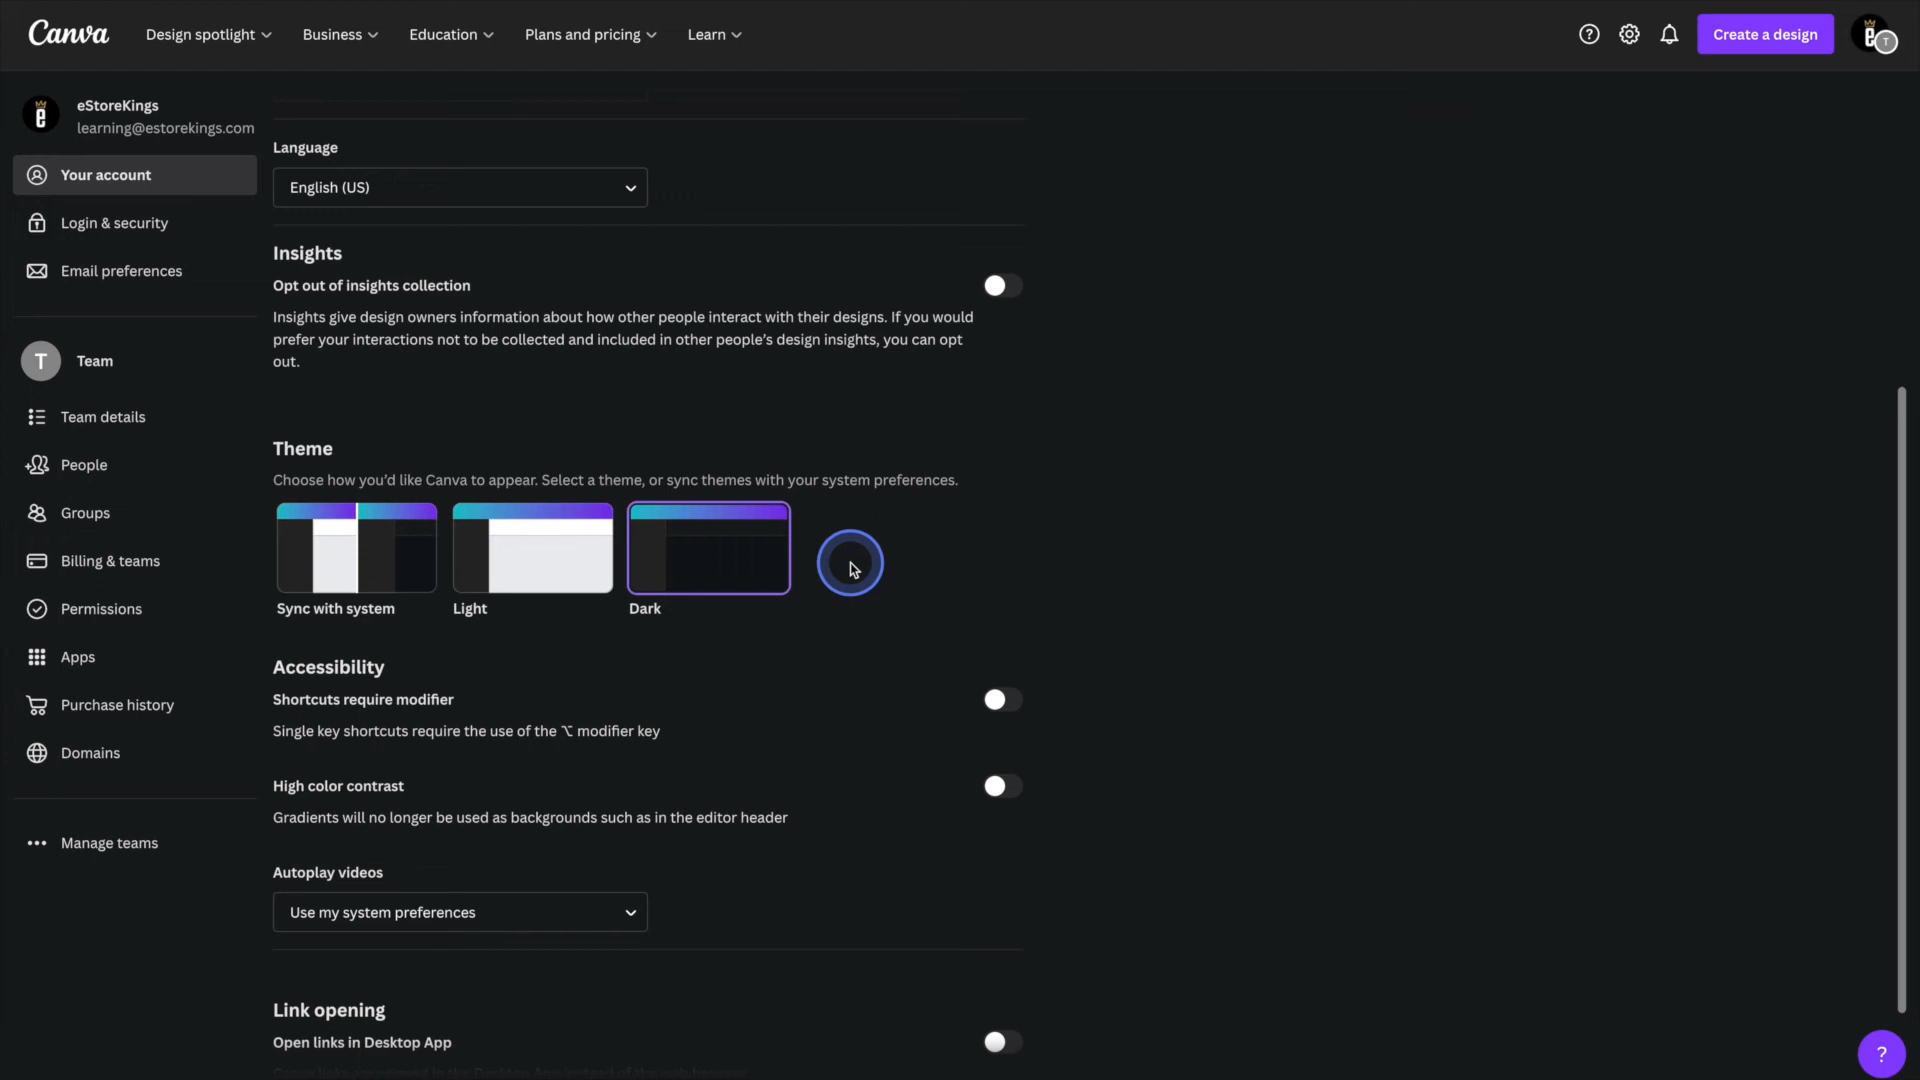 Canva
Design spotlight
Business
Education
Plans and pricing
Learn
Create a design
e
T
e
eStoreKings
learning@estorekings.com
Your account
Login & security
Email preferences
T
Team
Team details
People
Groups
Billing & teams
Permissions
Apps
Purchase history
Domains
Manage teams
Language
English (US)
Insights
Opt out of insights collection
Insights give design owners information about how other people interact with their designs. If you would
prefer your interactions not to be collected and included in other people's design insights, you can opt
out.
Theme
Choose how you'd like Canva to appear. Select a theme, or sync themes with your system preferences.
Sync with system
Light
Dark
Accessibility
Shortcuts require modifier
Single key shortcuts require the use of the ⌥ modifier key
High color contrast
Gradients will no longer be used as backgrounds such as in the editor header
Autoplay videos
Use my system preferences
Link opening
Open links in Desktop App
?